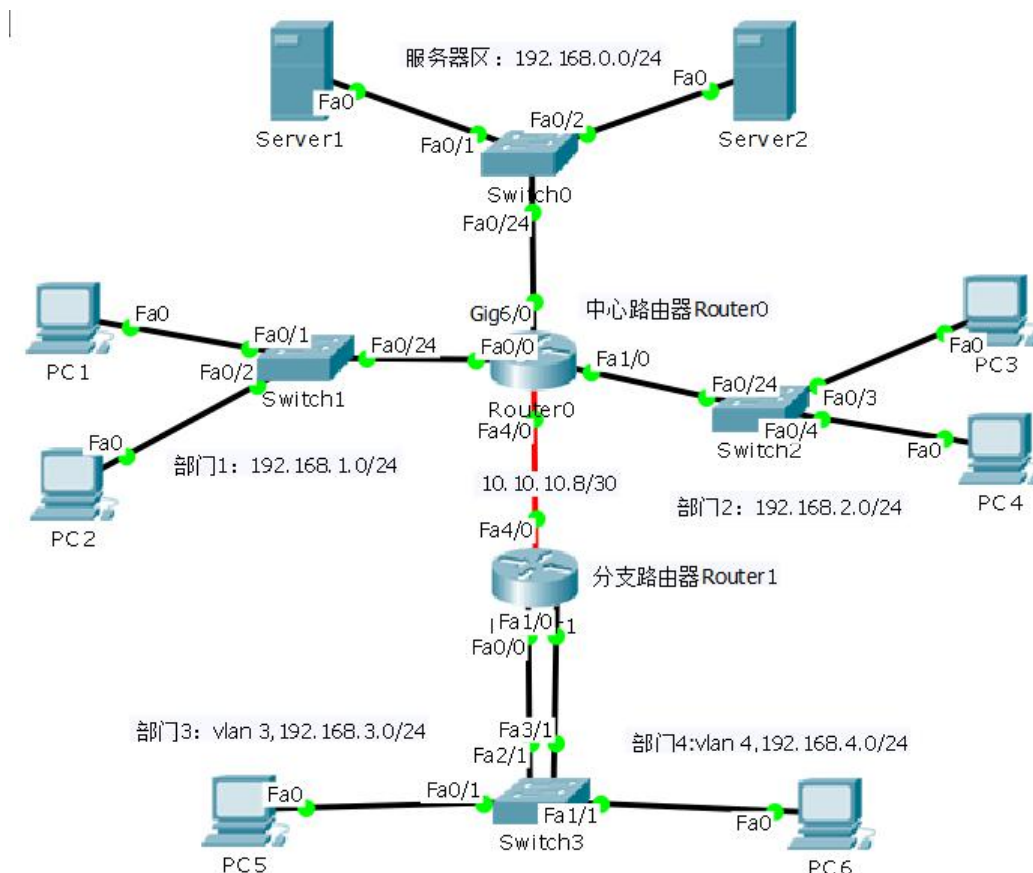 服务器区：192.168.0.0/24
Fa0
Fa0
Server1
Fa0/1
Fa0/2
Server2
Switch0
Fa0/24
Gig6/0
中心路由器Router0
Fa0
Fa0/1
Fa0/24
Fa0/0
Fa1/0
Fa0
PC1
Fa0/2
Switch1
Router0
Fa0/24
Fa0/3
PC3
Fa0
部门1：192.168.1.0/24
Fa4/0
Switch2
Fa0/4
Fa0
PC2
10.10.10.8/30
部门2：192.168.2.0/24
PC4
Fa4/0
分支路由器Router1
Fa1/0
Fa0/0
部门3：vlan 3,192.168.3.0/24
Fa3/1
Fa2/1
部门4:vlan 4,192.168.4.0/24
Fa0
Fa0/1
Fa1/1
Fa0
PC5
Switch3
PC6